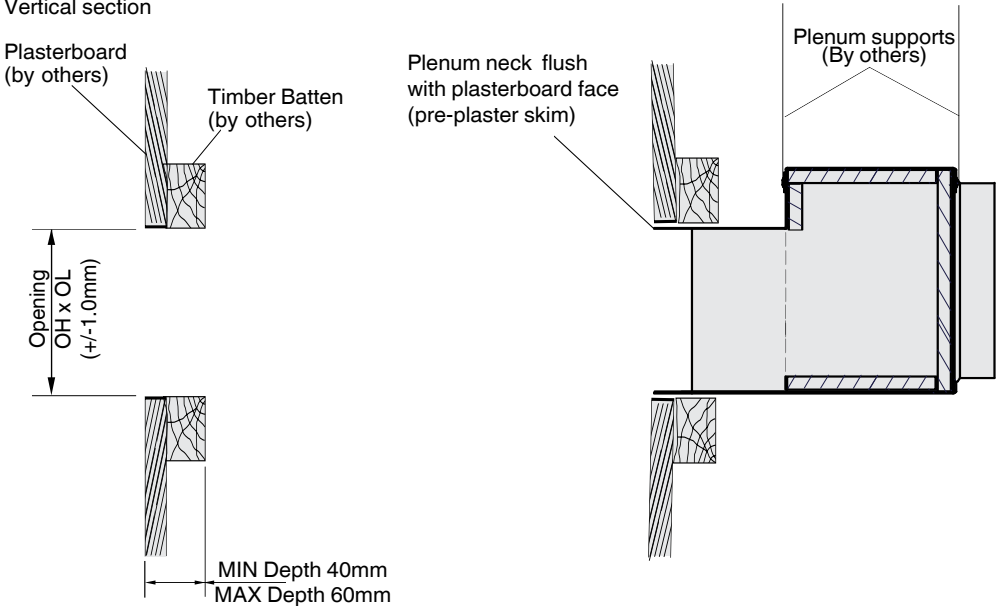 Vertical section
Plasterboard
(by others)
Timber Batten
(by others)
Opening
OH x OL
(+/-1.0mm)
MIN Depth 40mm
MAX Depth 60mm
Plenum neck flush
with plasterboard face
(pre-plaster skim)
Plenum supports
(By others)